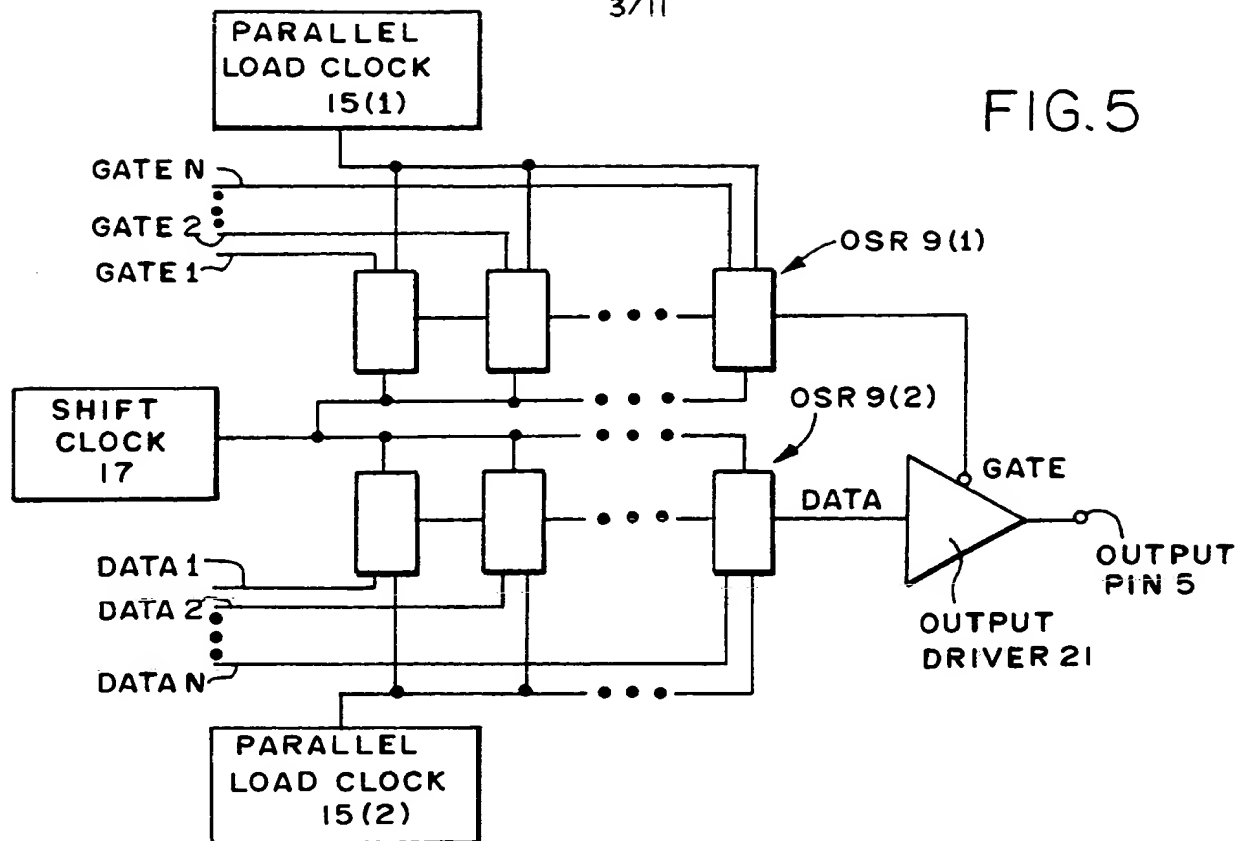 3/11
PARALLEL
LOAD CLOCK
15(1)
FIG.5
GATE N
GATE 2
GATE 1
OSR 9(1)
SHIFT
CLOCK
17
OSR 9(2)
GATE
DATA
DATA 1
DATA 2
DATA N
OUTPUT
PIN 5
OUTPUT
DRIVER 21
PARALLEL
LOAD CLOCK
15(2)